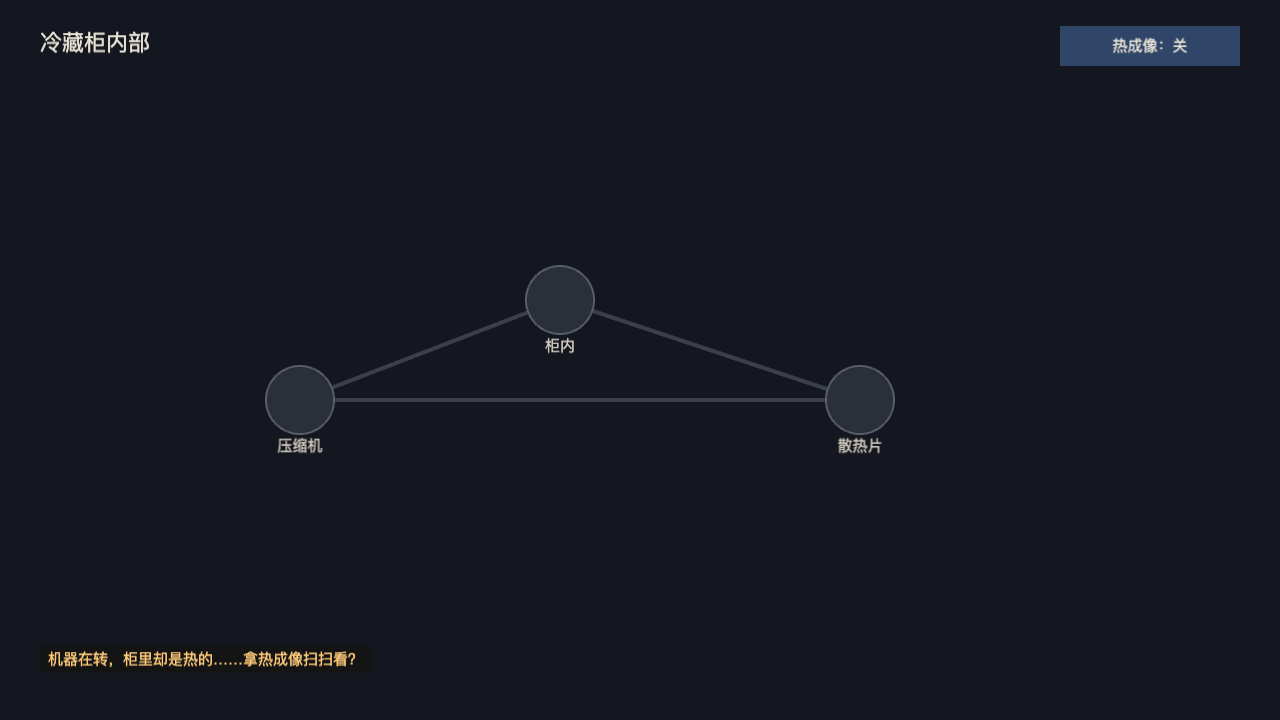 冷藏柜内部
热成像：关
柜内
压缩机
散热片
机器在转，柜里却是热的……拿热成像扫扫看？